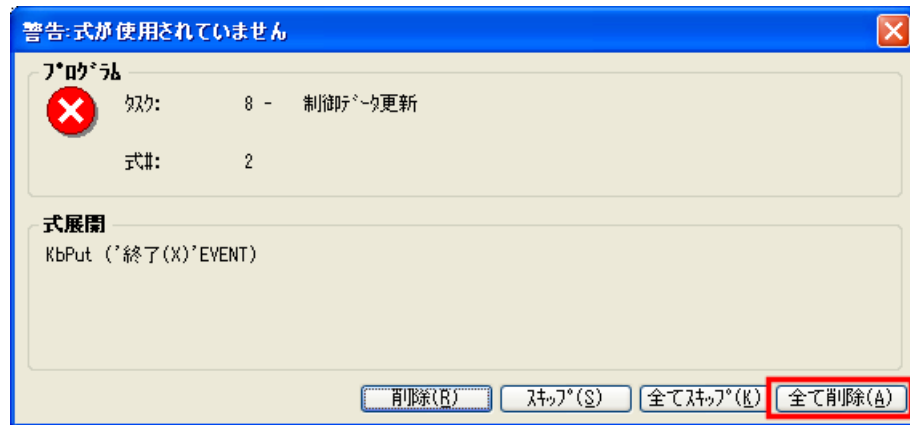 警告:式が使用されていません
ﾌﾟﾛｸﾞﾗﾑ
ﾀｽｸ: 8 - 制御ﾃﾞｰﾀ更新
式#: 2
式展開
KbPut ('終了(X)'EVENT)
削除(R) ｽｷｯﾌﾟ(S) 全てｽｷｯﾌﾟ(K) 全て削除(A)